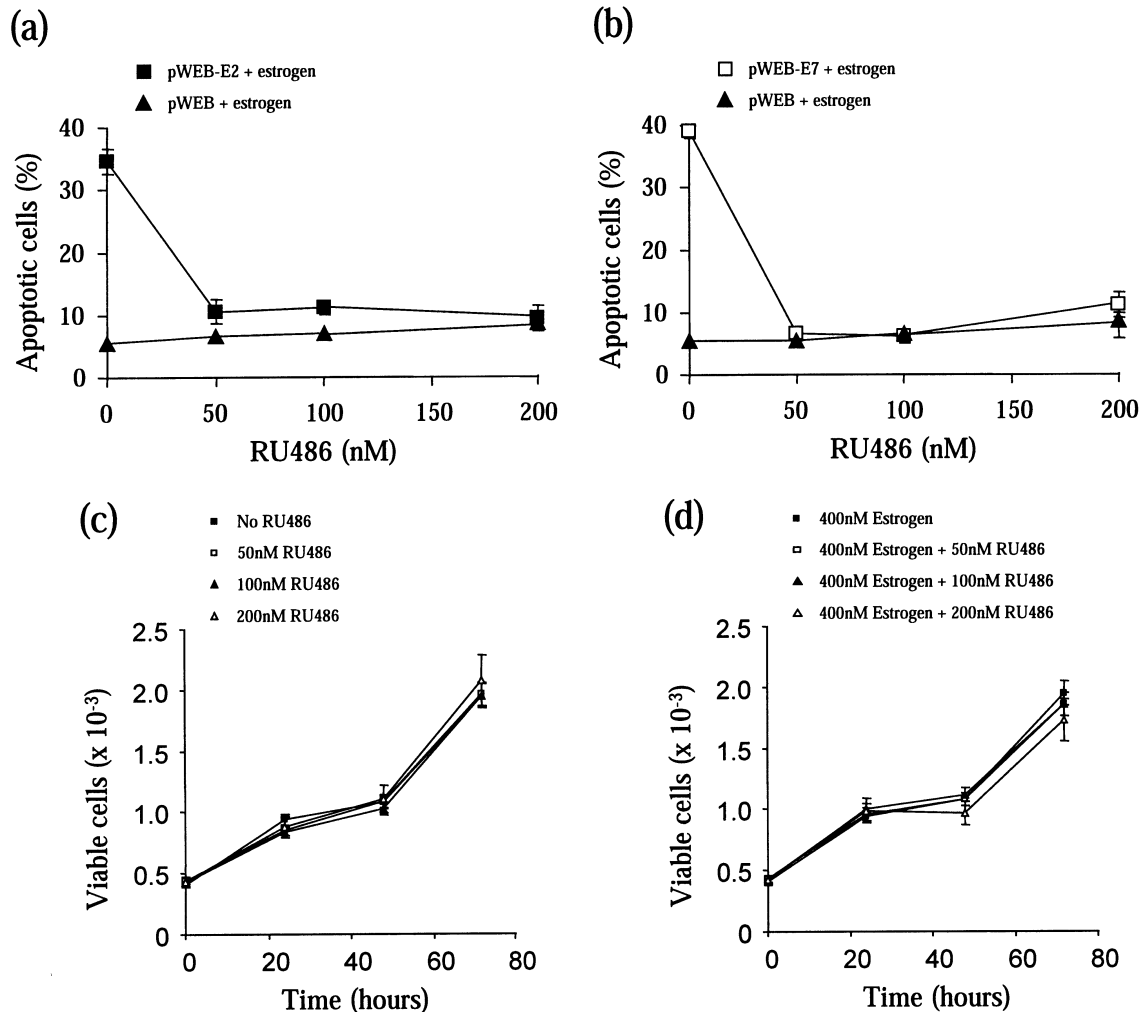 (a)
pWEB-E2 + estrogen
pWEB + estrogen
40
30
20
10
0
Apoptotic cells (%)
0 50 100 150 200
RU486 (nM)
(b)
pWEB-E7 + estrogen
pWEB + estrogen
40
30
20
10
0
Apoptotic cells (%)
0 50 100 150 200
RU486 (nM)
(c)
No RU486
50nM RU486
100nM RU486
200nM RU486
2.5
2.0
1.5
1.0
0.5
0
Viable cells (x 10-3)
0 20 40 60 80
Time (hours)
(d)
400nM Estrogen
400nM Estrogen + 50nM RU486
400nM Estrogen + 100nM RU486
400nM Estrogen + 200nM RU486
2.5
2.0
1.5
1.0
0.5
0
Viable cells (x 10-3)
0 20 40 60 80
Time (hours)